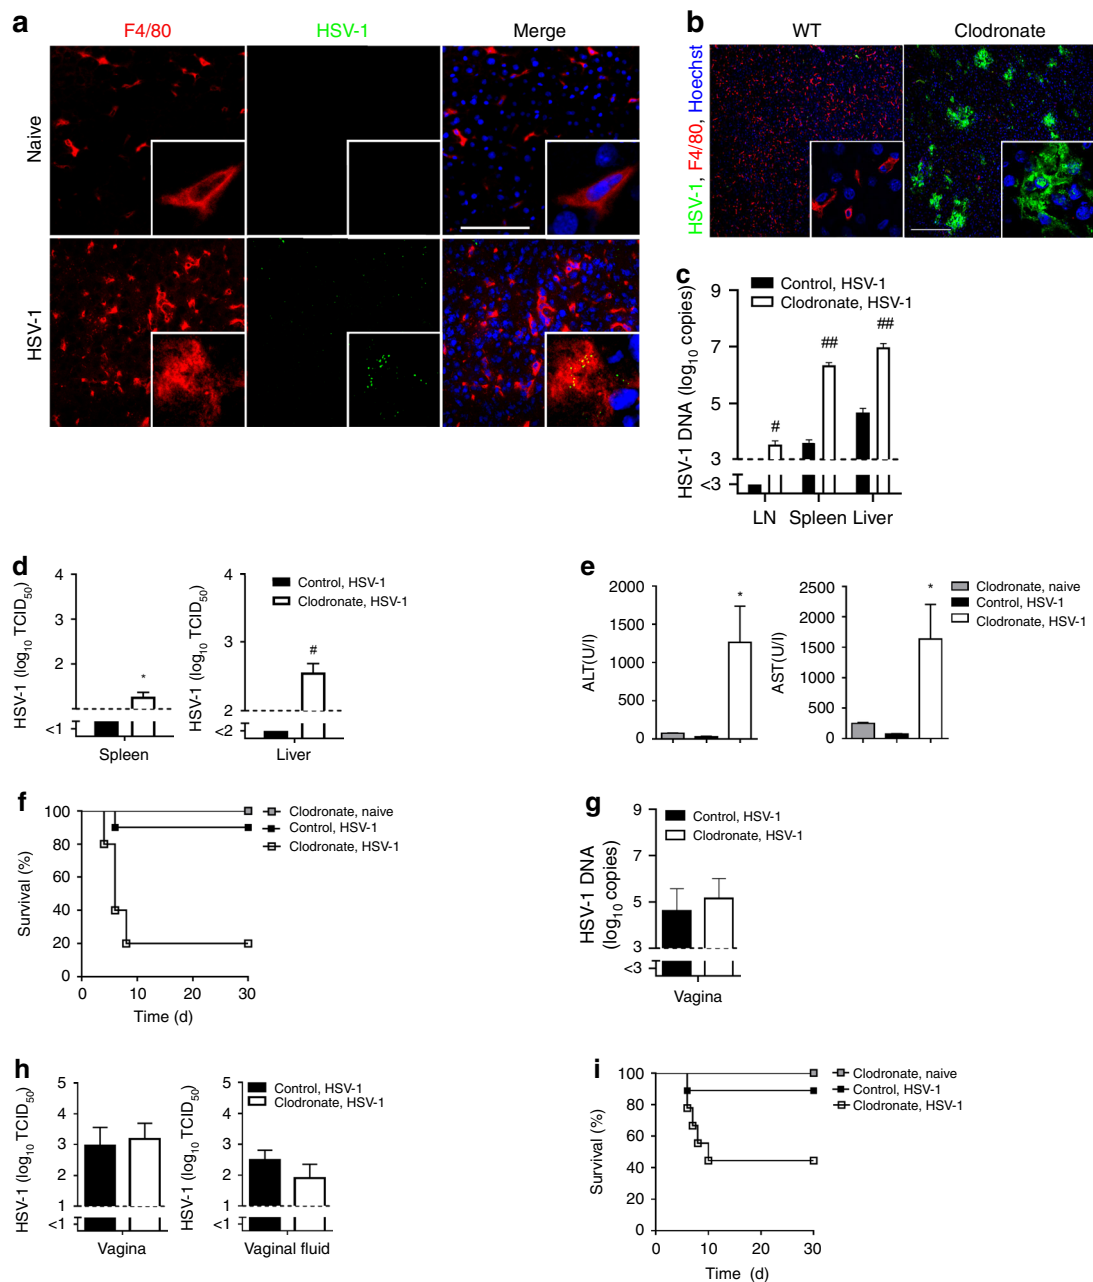 a
F4/80
HSV-1
Merge
Naive
HSV-1
b
WT
Clodronate
HSV-1, F4/80, Hoechst
c
Control, HSV-1
Clodronate, HSV-1
HSV-1 DNA (log10 copies)
9
7
5
3
<3
#
##
##
LN Spleen Liver
d
HSV-1 (log10 TCID50)
4
3
2
<1
*
Spleen
HSV-1 (log10 TCID50)
4
3
2
<2
#
Control, HSV-1
Clodronate, HSV-1
Liver
e
ALT(U/l)
2000
1500
1000
500
0
*
AST(U/l)
2500
2000
1500
1000
500
0
*
Clodronate, naive
Control, HSV-1
Clodronate, HSV-1
f
Survival (%)
100
80
60
40
20
0
0 10 20 30
Time (d)
Clodronate, naive
Control, HSV-1
Clodronate, HSV-1
g
HSV-1 DNA
(log10 copies)
9
7
5
3
<3
Control, HSV-1
Clodronate, HSV-1
Vagina
h
HSV-1 (log10 TCID50)
5
4
3
2
1
<1
Vagina
HSV-1 (log10 TCID50)
5
4
3
2
1
<1
Control, HSV-1
Clodronate, HSV-1
Vaginal fluid
i
Survival (%)
100
80
60
40
20
0
0 10 20 30
Time (d)
Clodronate, naive
Control, HSV-1
Clodronate, HSV-1